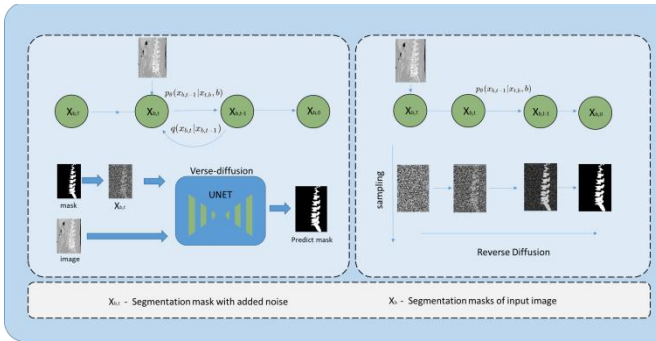 p_θ(x_{b,t-1}|x_{t,b}, b)
X_{b,T} X_{b,t} X_{b,t-1} X_{b,0}
q(x_{b,t}|x_{b,t-1})
Verse-diffusion
UNET
mask
X_{b,t}
image
Predict mask
p_θ(x_{b,t-1}|x_{t,b}, b)
X_{b,T} X_{b,t} X_{b,t-1} X_{b,0}
sampling
Reverse Diffusion
X_{b,t} - Segmentation mask with added noise
X_b - Segmentation masks of input image